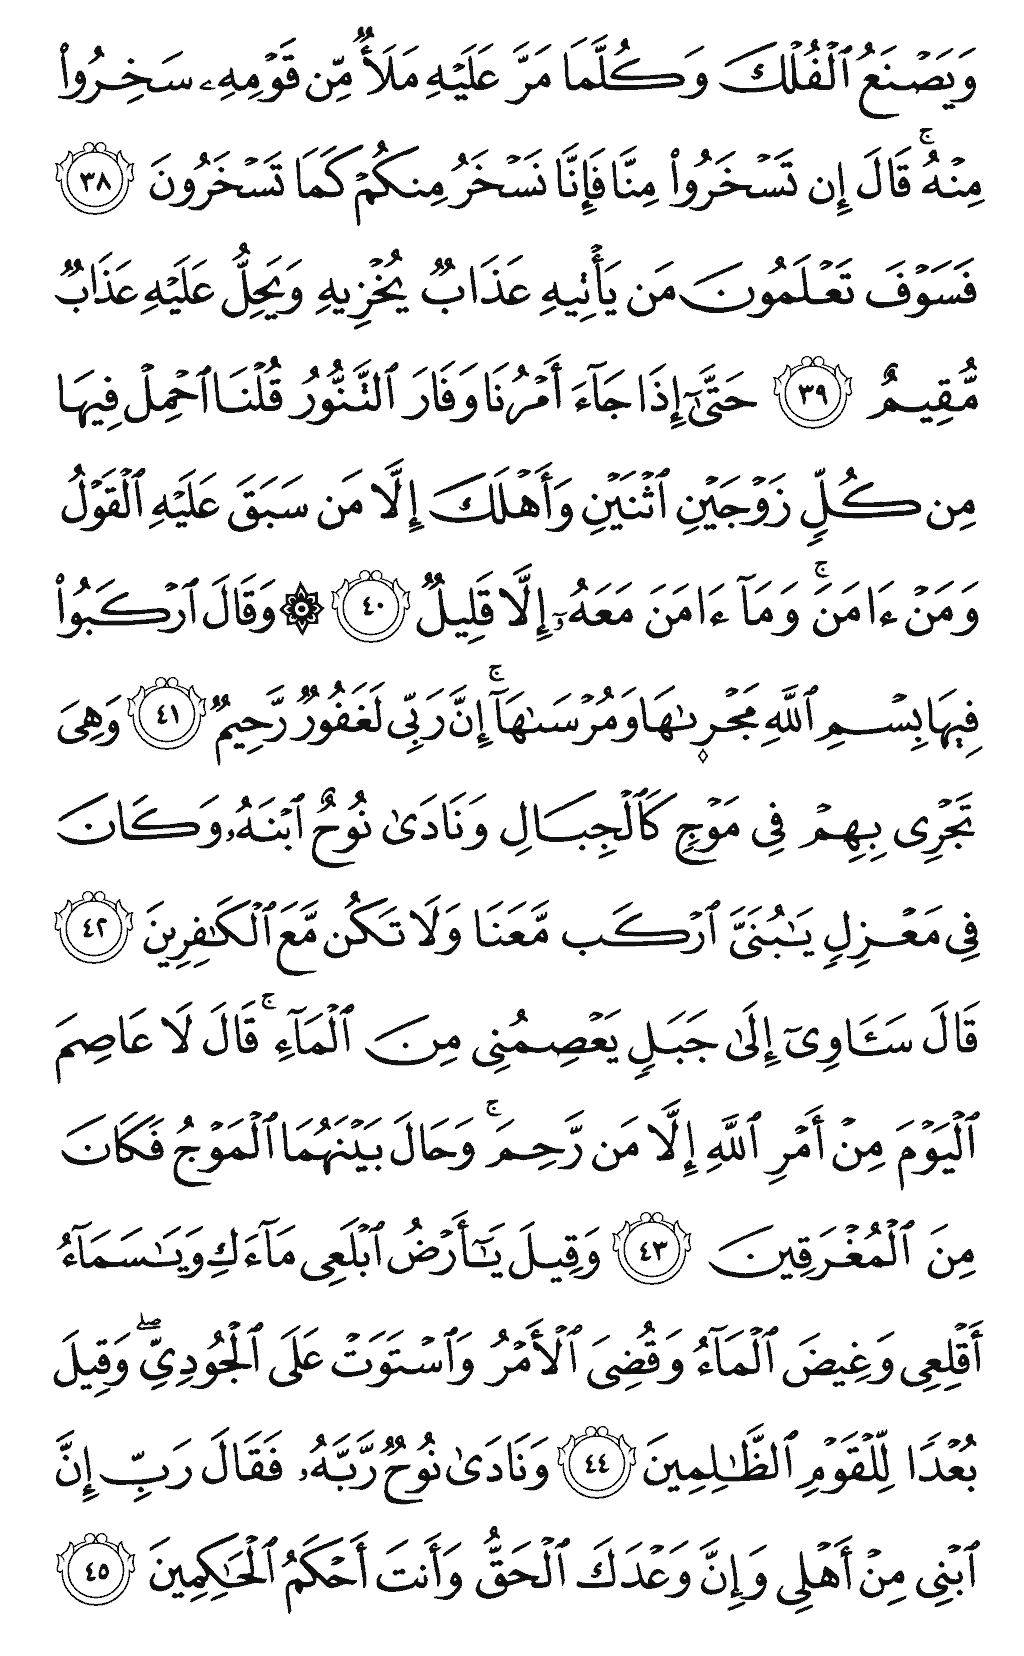 وَيَصْنَعُ ٱلْفُلْكَ وَكُلَّمَا مَرَّ عَلَيْهِ مَلَأٌ مِّن قَوْمِهِۦ سَخِرُوا۟
مِنْهُ ۚ قَالَ إِن تَسْخَرُوا۟ مِنَّا فَإِنَّا نَسْخَرُ مِنكُمْ كَمَا تَسْخَرُونَ ٣٨
فَسَوْفَ تَعْلَمُونَ مَن يَأْتِيهِ عَذَابٌ يُخْزِيهِ وَيَحِلُّ عَلَيْهِ عَذَابٌ
مُّقِيمٌ ٣٩ حَتَّىٰٓ إِذَا جَآءَ أَمْرُنَا وَفَارَ ٱلتَّنُّورُ قُلْنَا ٱحْمِلْ فِيهَا
مِن كُلٍّ زَوْجَيْنِ ٱثْنَيْنِ وَأَهْلَكَ إِلَّا مَن سَبَقَ عَلَيْهِ ٱلْقَوْلُ
وَمَنْ ءَامَنَ ۚ وَمَآ ءَامَنَ مَعَهُۥٓ إِلَّا قَلِيلٌ ٤٠ ۞ وَقَالَ ٱرْكَبُوا۟
فِيهَا بِسْمِ ٱللَّهِ مَجْر۪ىٰهَا وَمُرْسَىٰهَآ ۚ إِنَّ رَبِّى لَغَفُورٌ رَّحِيمٌ ٤١ وَهِىَ
تَجْرِى بِهِمْ فِى مَوْجٍ كَٱلْجِبَالِ وَنَادَىٰ نُوحٌ ٱبْنَهُۥ وَكَانَ
فِى مَعْزِلٍ يَـٰبُنَىَّ ٱرْكَب مَّعَنَا وَلَا تَكُن مَّعَ ٱلْكَـٰفِرِينَ ٤٢
قَالَ سَـَٔاوِىٓ إِلَىٰ جَبَلٍ يَعْصِمُنِى مِنَ ٱلْمَآءِ ۚ قَالَ لَا عَاصِمَ
ٱلْيَوْمَ مِنْ أَمْرِ ٱللَّهِ إِلَّا مَن رَّحِمَ ۚ وَحَالَ بَيْنَهُمَا ٱلْمَوْجُ فَكَانَ
مِنَ ٱلْمُغْرَقِينَ ٤٣ وَقِيلَ يَـٰٓأَرْضُ ٱبْلَعِى مَآءَكِ وَيَـٰسَمَآءُ
أَقْلِعِى وَغِيضَ ٱلْمَآءُ وَقُضِىَ ٱلْأَمْرُ وَٱسْتَوَتْ عَلَى ٱلْجُودِىِّ ۖ وَقِيلَ
بُعْدًا لِّلْقَوْمِ ٱلظَّـٰلِمِينَ ٤٤ وَنَادَىٰ نُوحٌ رَّبَّهُۥ فَقَالَ رَبِّ إِنَّ
ٱبْنِى مِنْ أَهْلِى وَإِنَّ وَعْدَكَ ٱلْحَقُّ وَأَنتَ أَحْكَمُ ٱلْحَـٰكِمِينَ ٤٥